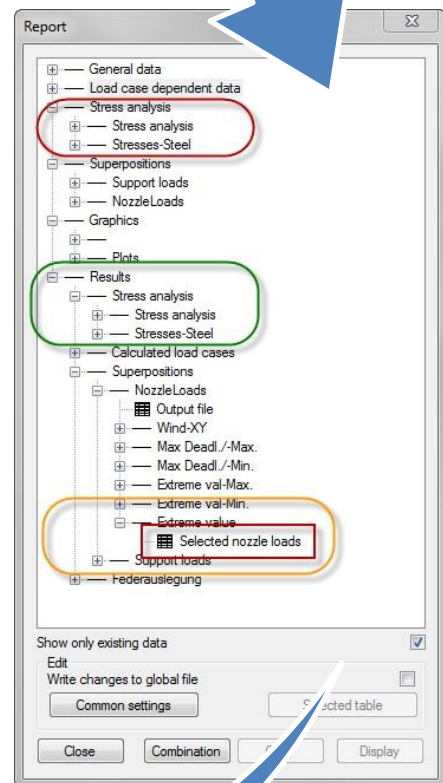 Report
General data
Load case dependent data
Stress analysis
Stress analysis
Stresses-Steel
Superpositions
Support loads
NozzleLoads
Graphics
Plots
Results
Stress analysis
Stress analysis
Stresses-Steel
Calculated load cases
Superpositions
NozzleLoads
Output file
Wind-XY
Max Deadl./-Max.
Max Deadl./-Min.
Extreme val-Max.
Extreme val-Min.
Extreme value
Selected nozzle loads
Support loads
Federauslegung
Show only existing data
Edit
Write changes to global file
Common settings
table
Close Combination Display